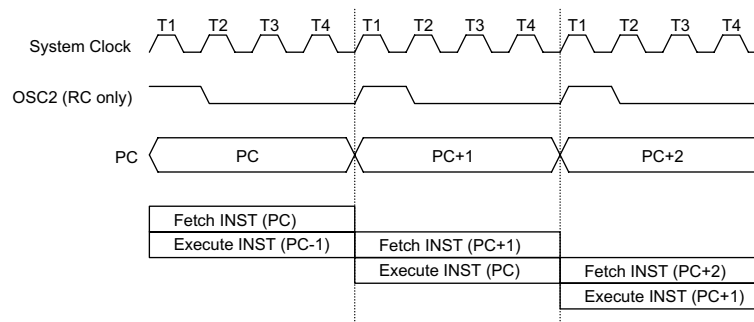 T1 T2 T3 T4 T1 T2 T3 T4 T1 T2 T3 T4
System Clock
OSC2 (RC only)
PC PC PC+1 PC+2
Fetch INST (PC)
Execute INST (PC-1) Fetch INST (PC+1)
Execute INST (PC) Fetch INST (PC+2)
Execute INST (PC+1)